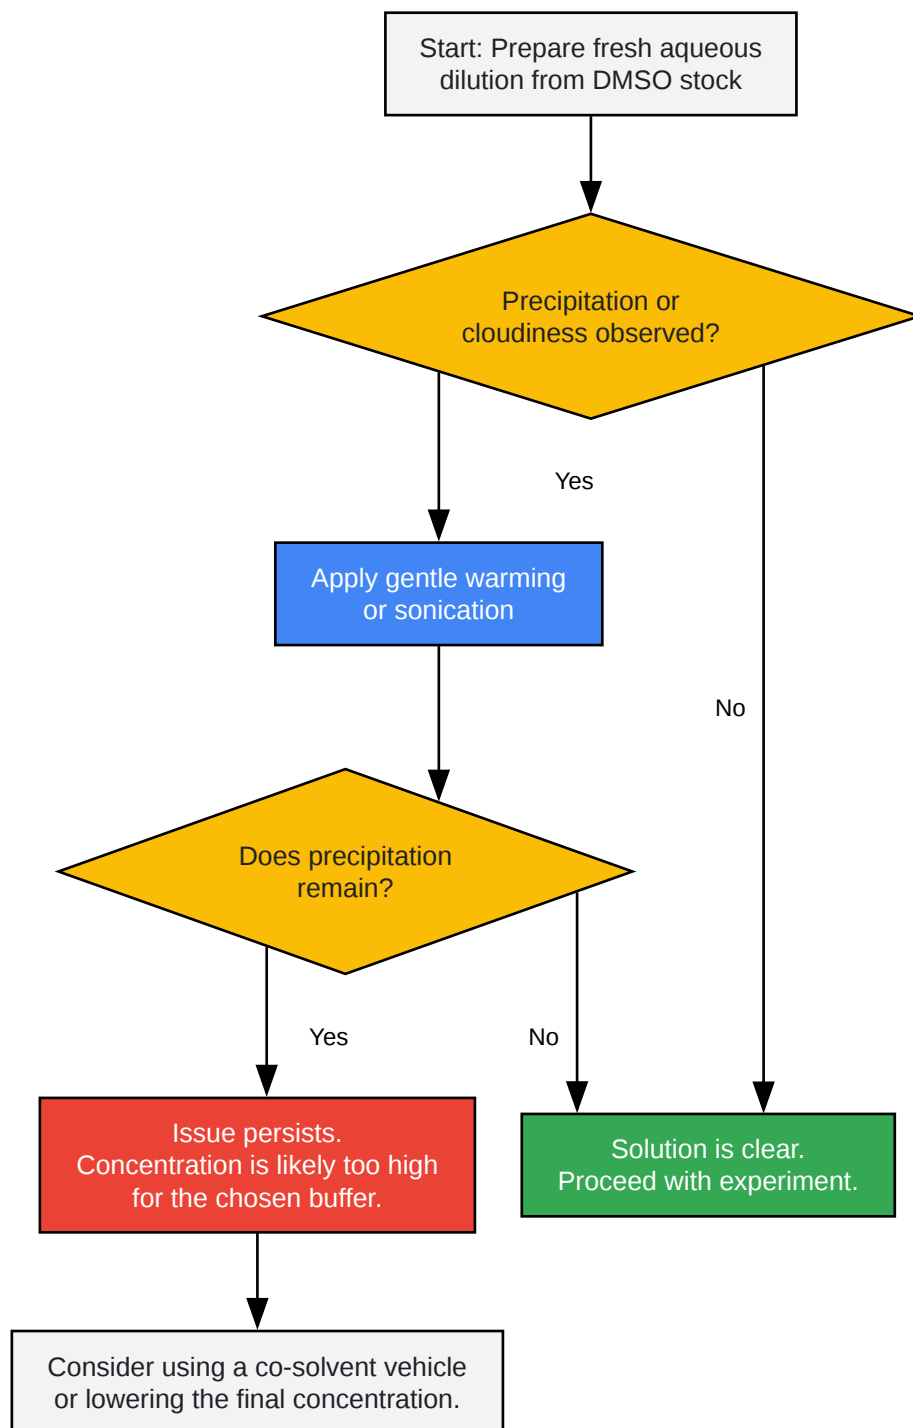 Start: Prepare fresh aqueous
dilution from DMSO stock
Precipitation or
cloudiness observed?
Yes
Apply gentle warming
or sonication
No
Does precipitation
remain?
Yes
No
Issue persists.
Concentration is likely too high
for the chosen buffer.
Solution is clear.
Proceed with experiment.
Consider using a co-solvent vehicle
or lowering the final concentration.